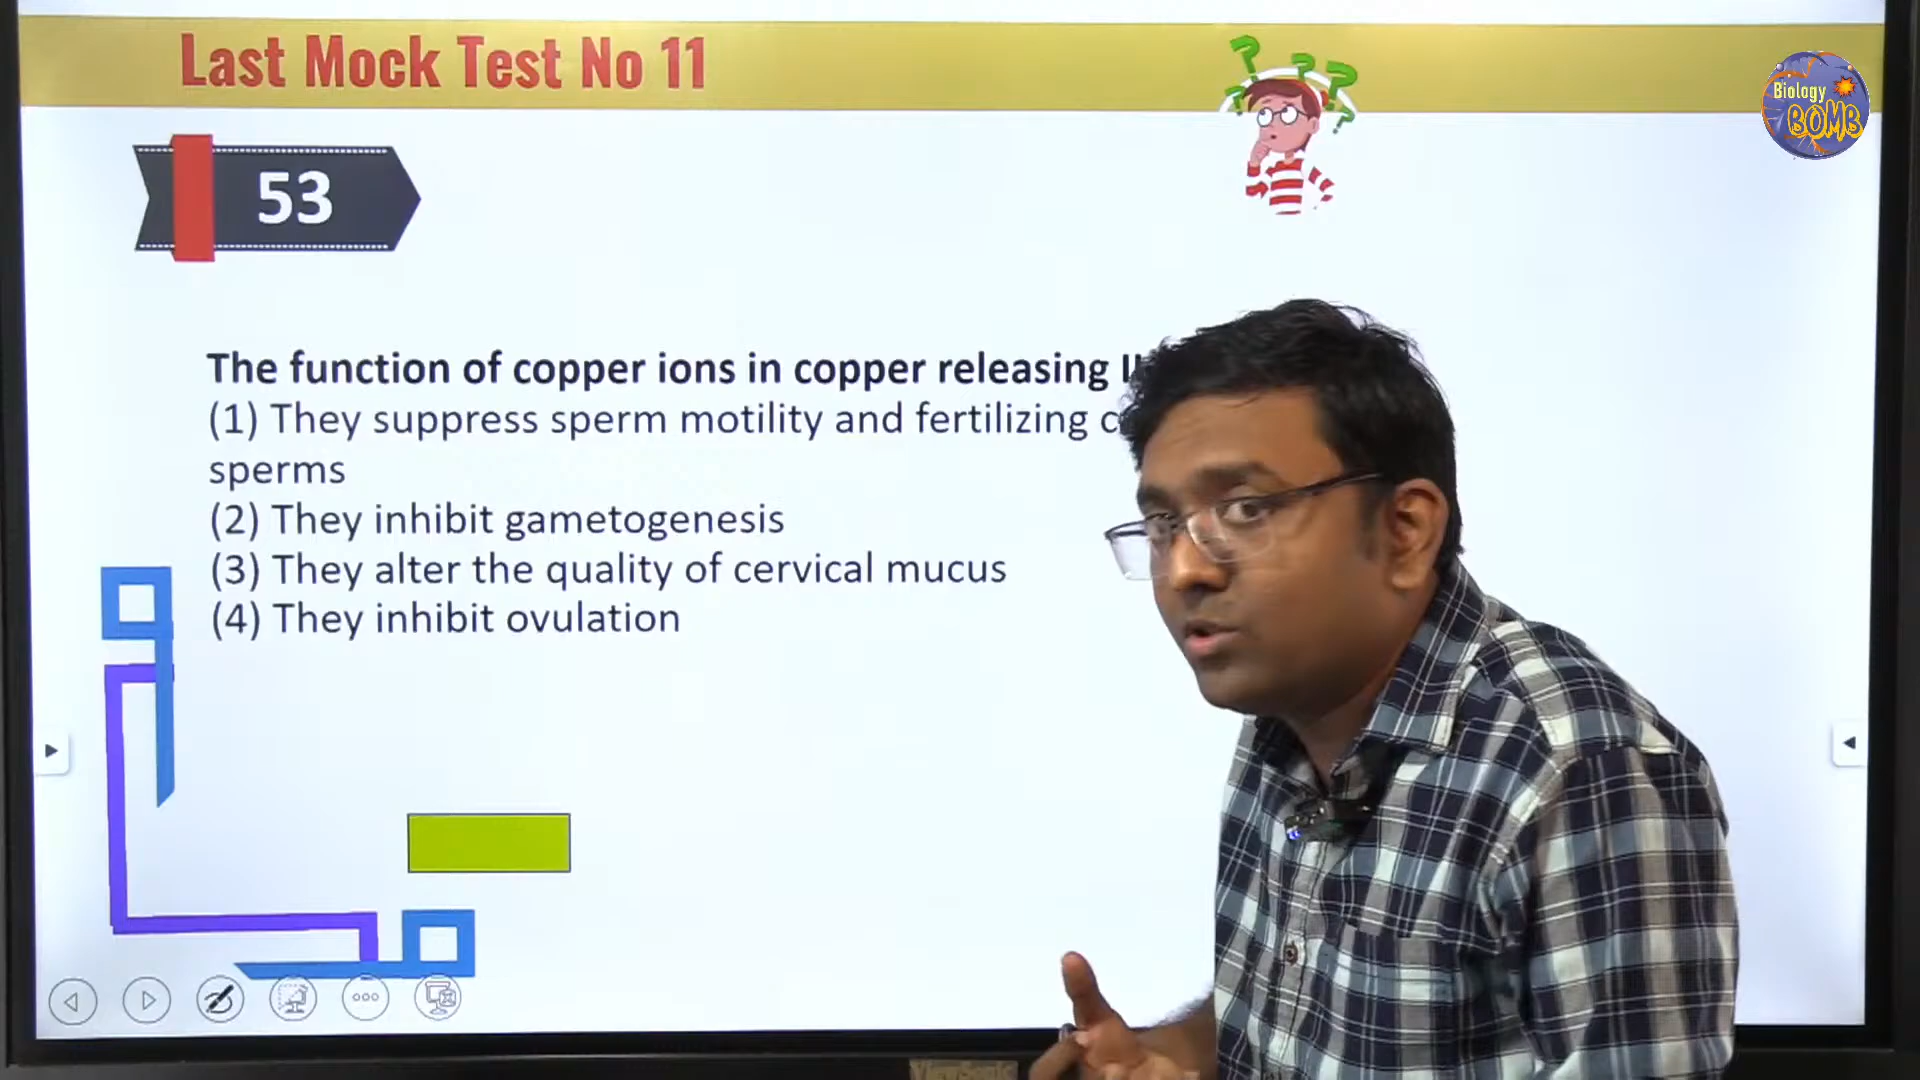 Last Mock Test No 11
Biology
BOMB
53
The function of copper ions in copper releasing
(1) They suppress sperm motility and fertilizing
sperms
(2) They inhibit gametogenesis
(3) They alter the quality of cervical mucus
(4) They inhibit ovulation
ViewSonic